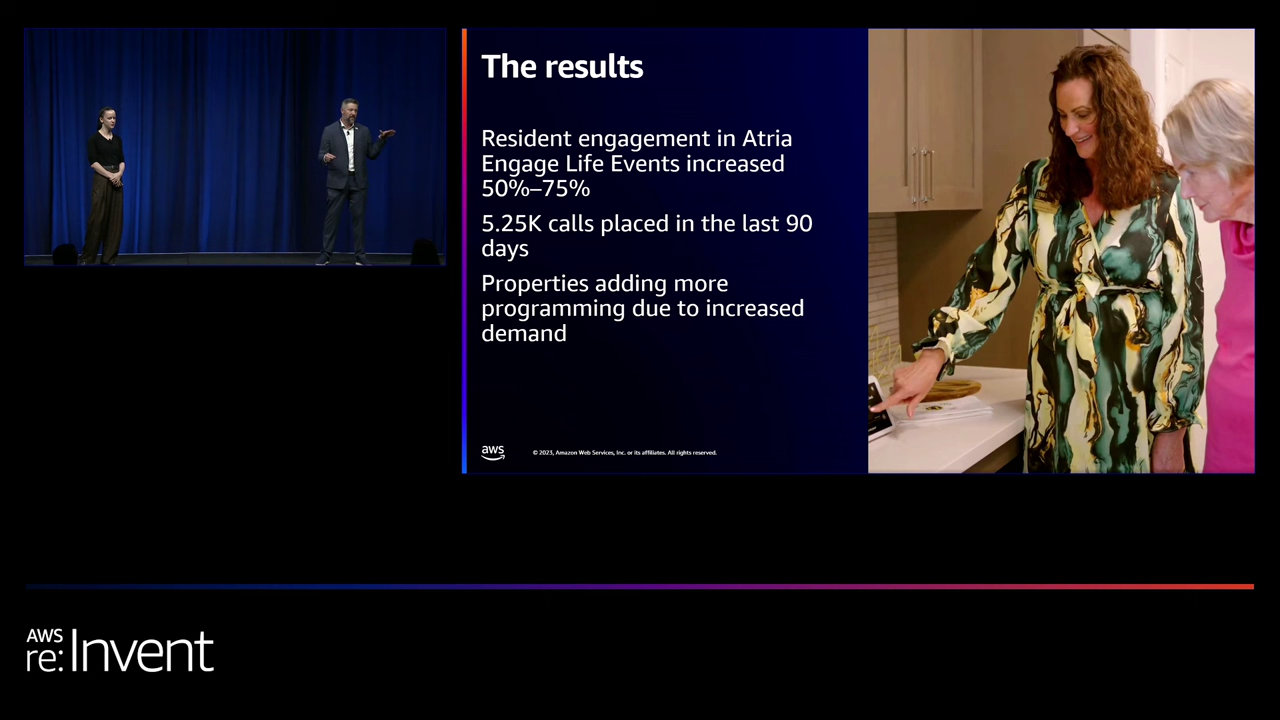 The results
Resident engagement in Atria
Engage Life Events increased
50%–75%
5.25K calls placed in the last 90
days
Properties adding more
programming due to increased
demand
aws
© 2023, Amazon Web Services, Inc. or its affiliates. All rights reserved.
AWS
re:Invent